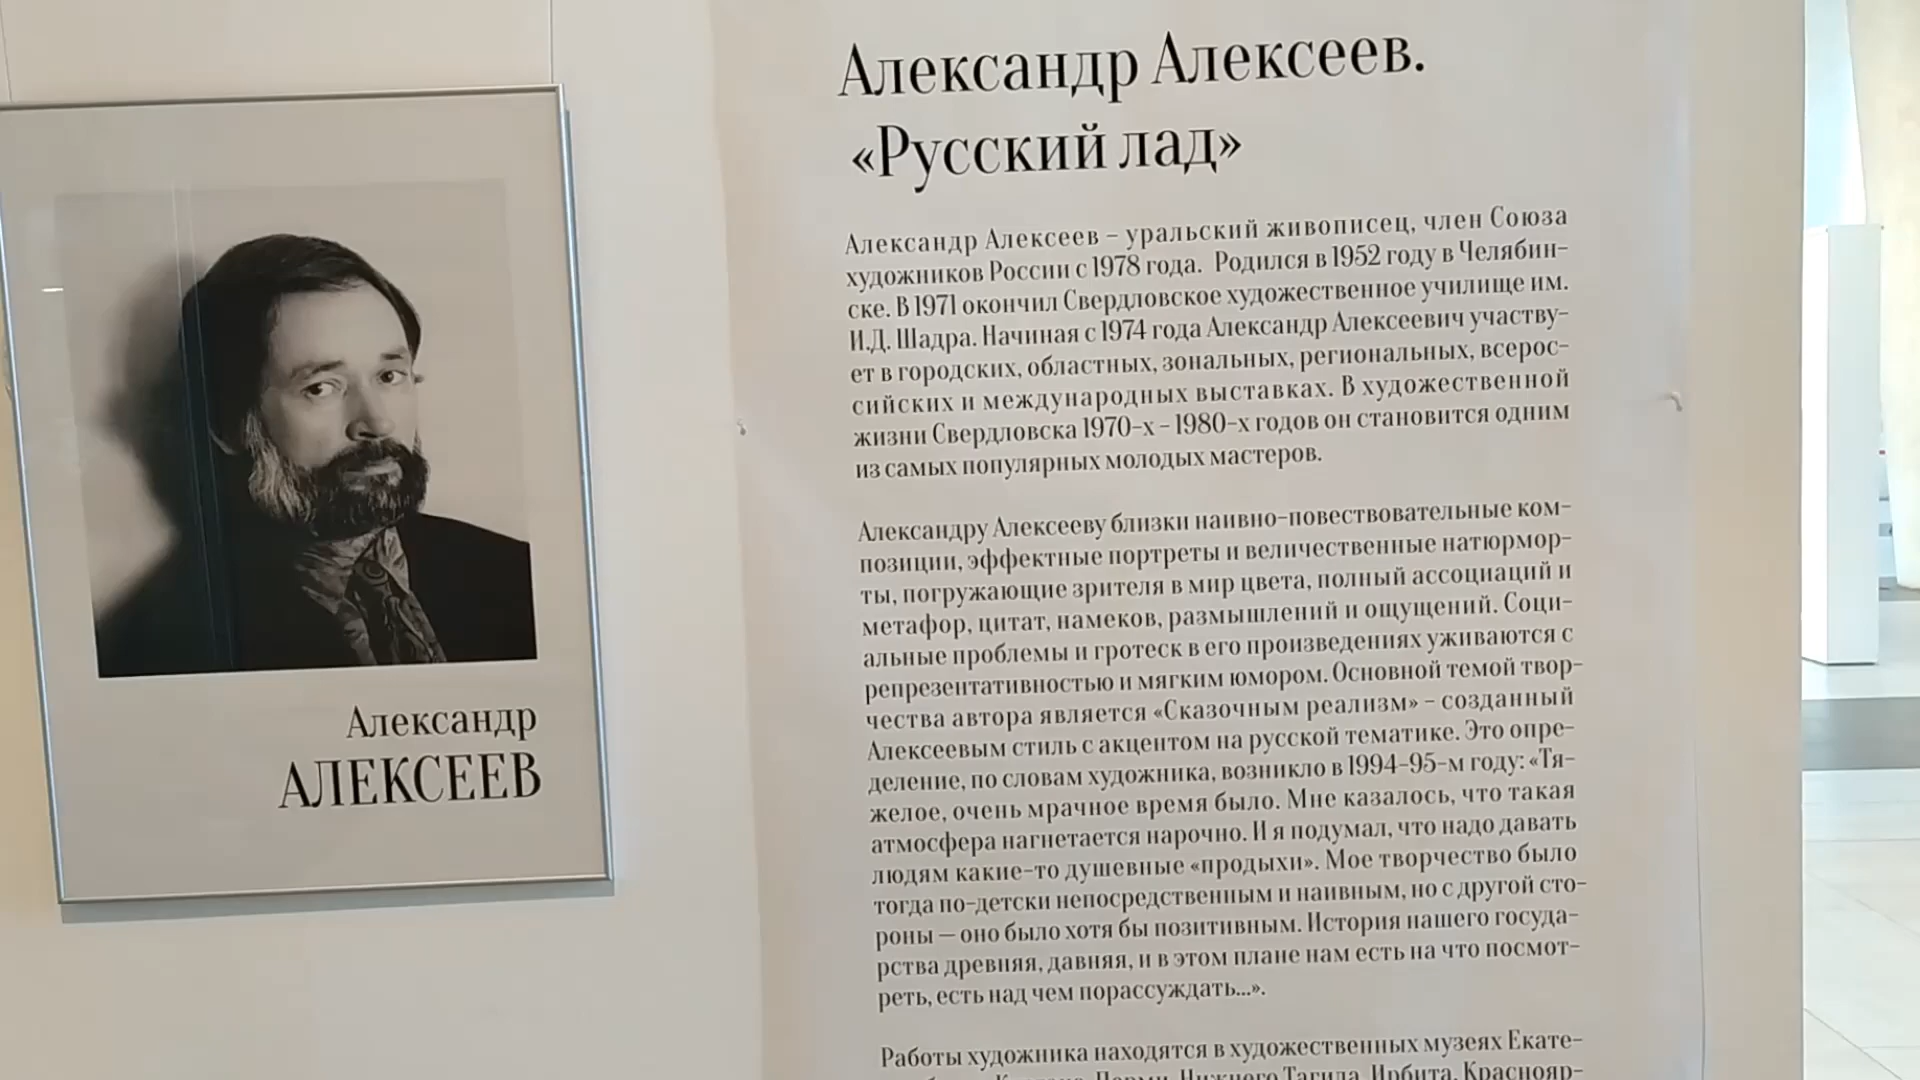 Александр
АЛЕКСЕЕВ
Александр Алексеев.
«Русский лад»
Александр Алексеев – уральский живописец, член Союза
художников России с 1978 года. Родился в 1952 году в Челябин-
ске. В 1971 окончил Свердловское художественное училище им.
И.Д. Шадра. Начиная с 1974 года Александр Алексеевич участву-
ет в городских, областных, зональных, региональных, всерос-
сийских и международных выставках. В художественной
жизни Свердловска 1970-х – 1980-х годов он становится одним
из самых популярных молодых мастеров.
Александру Алексееву близки наивно-повествовательные ком-
позиции, эффектные портреты и величественные натюрмор-
ты, погружающие зрителя в мир цвета, полный ассоциаций и
метафор, цитат, намеков, размышлений и ощущений. Соци-
альные проблемы и гротеск в его произведениях уживаются с
репрезентативностью и мягким юмором. Основной темой твор-
чества автора является «Сказочным реализм» – созданный
Алексеевым стиль с акцентом на русской тематике. Это опре-
деление, по словам художника, возникло в 1994-95-м году: «Тя-
желое, очень мрачное время было. Мне казалось, что такая
атмосфера нагнетается нарочно. И я подумал, что надо давать
людям какие-то душевные «продыхи». Мое творчество было
тогда по-детски непосредственным и наивным, но с другой сто-
роны — оно было хотя бы позитивным. История нашего госуда-
рства древняя, давняя, и в этом плане нам есть на что посмот-
реть, есть над чем порассуждать...».
Работы художника находятся в художественных музеях Екате-
Перми, Нижнего Тагила, Ирбита, Краснояр-